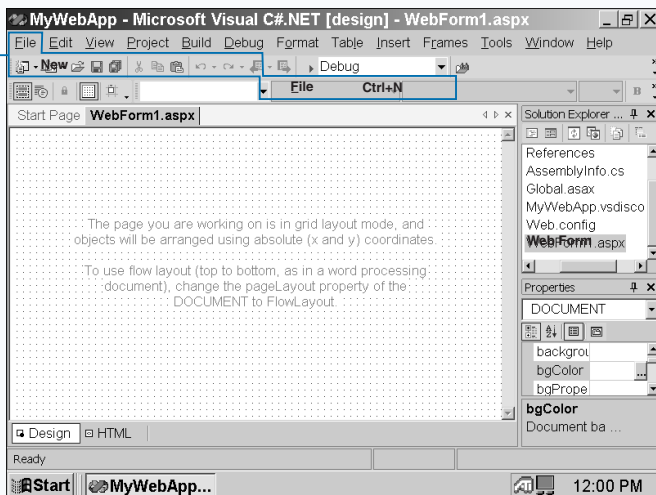 MyWebApp - Microsoft Visual C#.NET [design] - WebForm1.aspx
File Edit View Project Build Debug Format Table Insert Frames Tools Window Help
New Debug
File Ctrl+N
B
Start Page WebForm1.aspx
The page you are working on is in grid layout mode, and
objects will be arranged using absolute (x and y) coordinates.
To use flow layout (top to bottom, as in a word processing
document), change the pageLayout property of the
DOCUMENT to FlowLayout.
Design HTML
Solution Explorer ...
References
AssemblyInfo.cs
Global.asax
MyWebApp.vsdisco
Web.config
WebForm1.aspx
Properties
DOCUMENT
backgrou
bgColor
...
bgPrope
bgColor
Document ba ...
Ready
Start MyWebApp... 12:00 PM